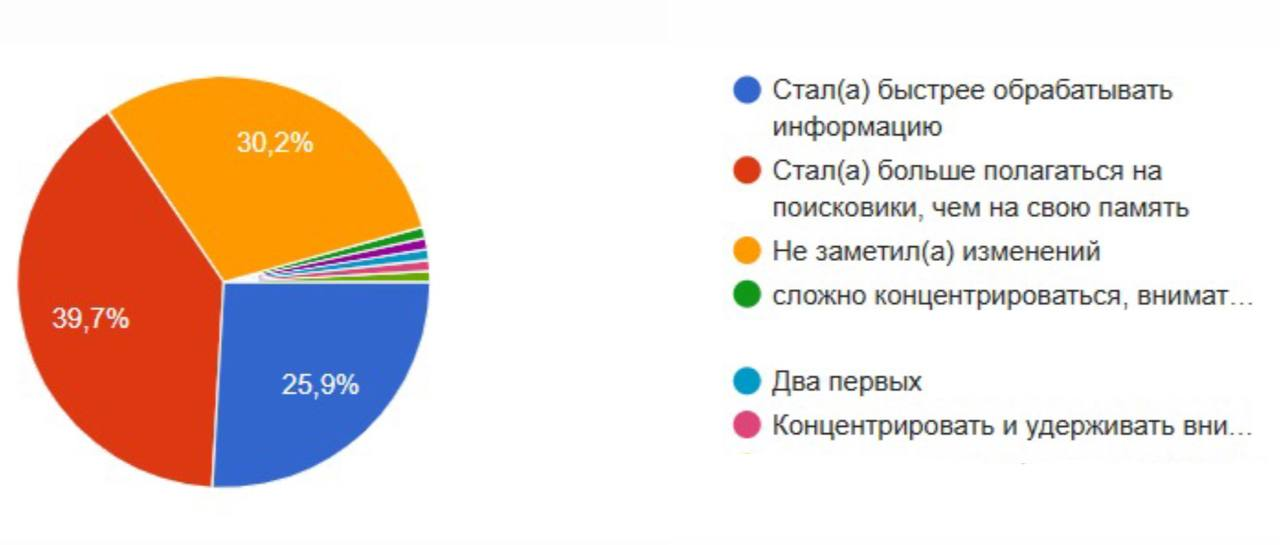 30,2%
39,7%
25,9%
Стал(а) быстрее обрабатывать
информацию
Стал(а) больше полагаться на
поисковики, чем на свою память
Не заметил(а) изменений
сложно концентрироваться, внимат...
Два первых
Концентрировать и удерживать вни...